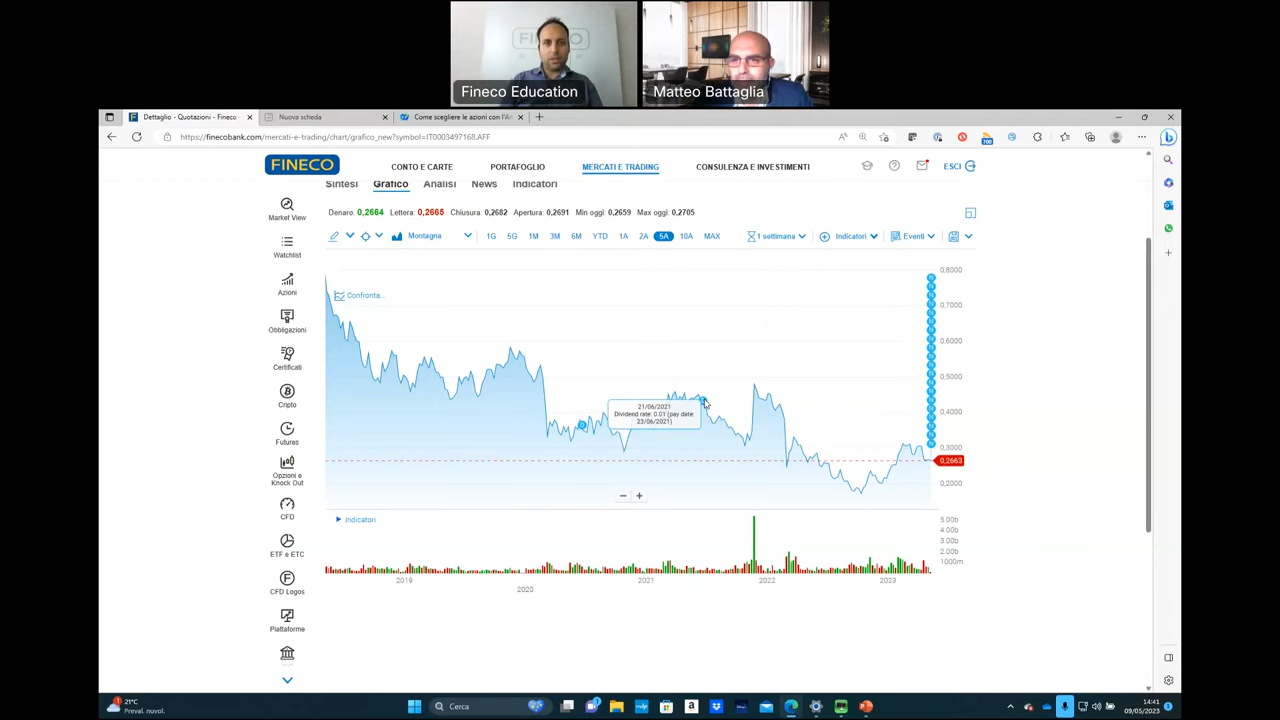 FINECO
Fineco Education
Matteo Battaglia
Dettaglio - Quotazioni - Fineco
Nuova scheda
Come scegliere le azioni con l'A
https://finecobank.com/mercati-e-trading/chart/grafico_new?symbol=IT0003497168.AFF
700
FINECO
CONTO E CARTE
PORTAFOGLIO
MERCATI E TRADING
CONSULENZA E INVESTIMENTI
ESCI
Sintesi Grafico Analisi News Indicatori
Denaro: 0,2664 Lettera: 0,2665 Chiusura: 0,2682 Apertura: 0,2691 Min oggi: 0,2659 Max oggi: 0,2705
Montagna 1G 5G 1M 3M 6M YTD 1A 2A 5A 10A MAX 1 settimana Indicatori Eventi
Market View
Watchlist
Azioni
Obbligazioni
Certificati
Cripto
Futures
Opzioni e
Knock Out
CFD
ETF e ETC
CFD Logos
Piattaforme
Confronta...
21/06/2021
Dividend rate: 0.01 (pay date:
23/06/2021)
0,8000
0,7000
0,6000
0,5000
0,4000
0,3000
0,2663
0,2000
Indicatori
5.00b
4.00b
3.00b
2.00b
1000m
2019
2020
2021
2022
2023
21°C
Preval. nuvol.
Cerca
14:41
09/05/2023